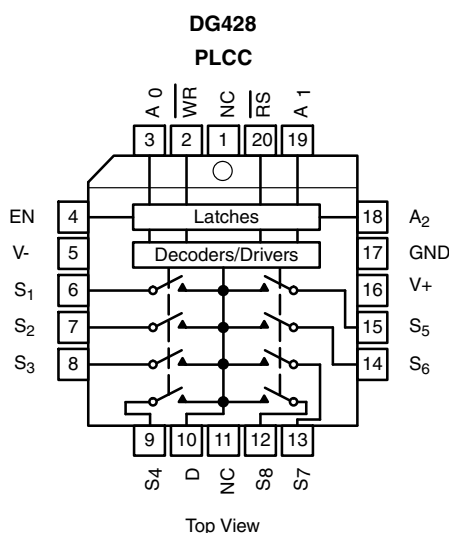 DG428
PLCC
A 0
WR
NC
RS
A 1
3 2 1 20 19
EN 4 Latches 18 A2
V- 5 Decoders/Drivers 17 GND
S1 6 16 V+
S2 7 15 S5
S3 8 14 S6
9 10 11 12 13
S4
D
NC
S8
S7
Top View